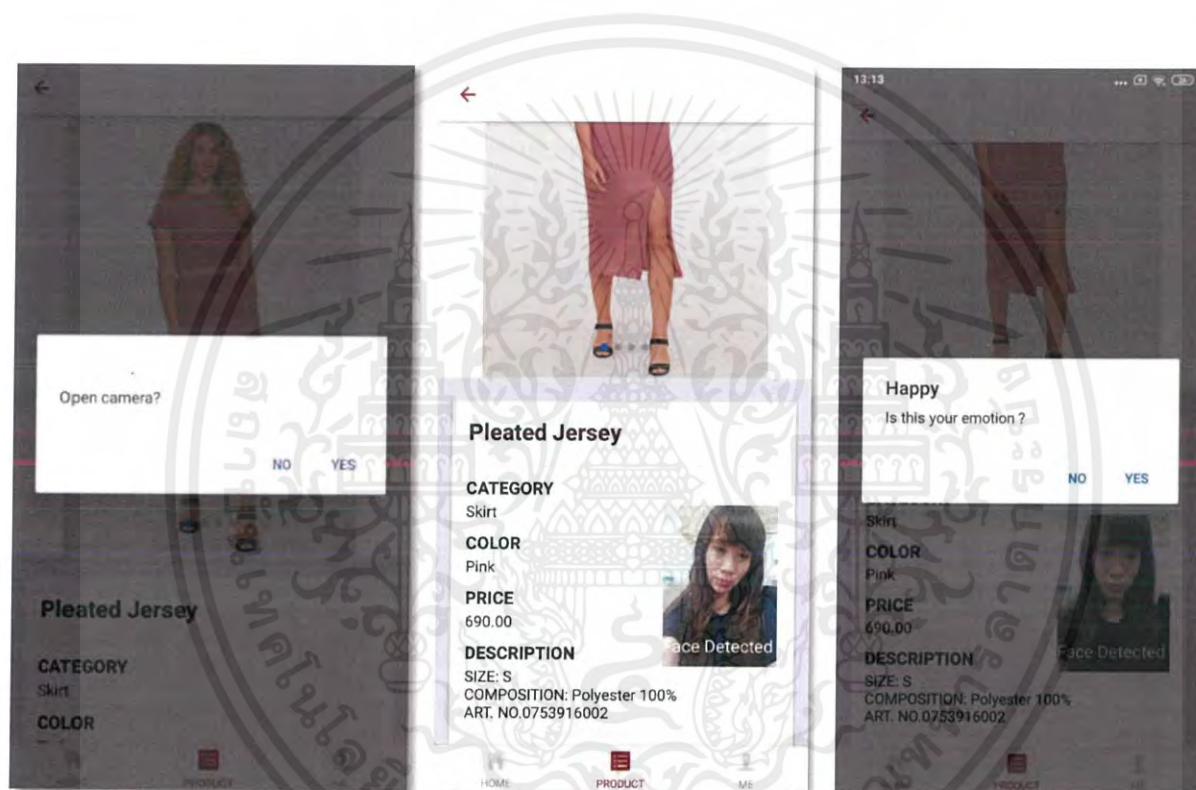 Open camera?
NO YES
Pleated Jersey
CATEGORY
Skirt
COLOR
PRODUCT
Pleated Jersey
CATEGORY
Skirt
COLOR
Pink
PRICE
690.00
DESCRIPTION
SIZE: S
COMPOSITION: Polyester 100%
ART. NO.0753916002
Face Detected
HOME PRODUCT ME
13:13
Happy
Is this your emotion ?
NO YES
Skirt
COLOR
Pink
PRICE
690.00
DESCRIPTION
SIZE: S
COMPOSITION: Polyester 100%
ART. NO.0753916002
Face Detected
PRODUCT